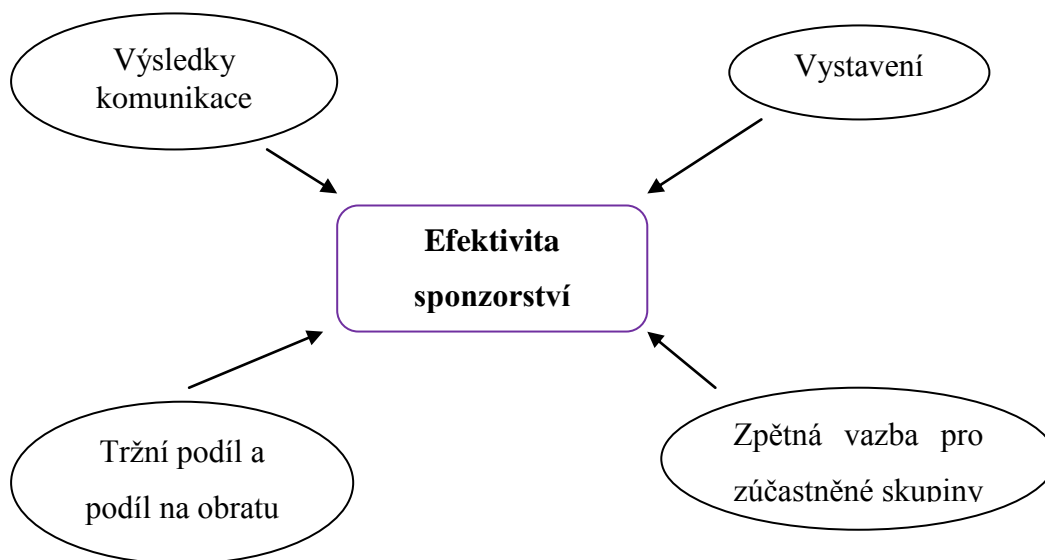 Výsledky
komunikace
Vystavení
Efektivita
sponzorství
Tržní podíl a
podíl na obratu
Zpětná vazba pro
zúčastněné skupiny